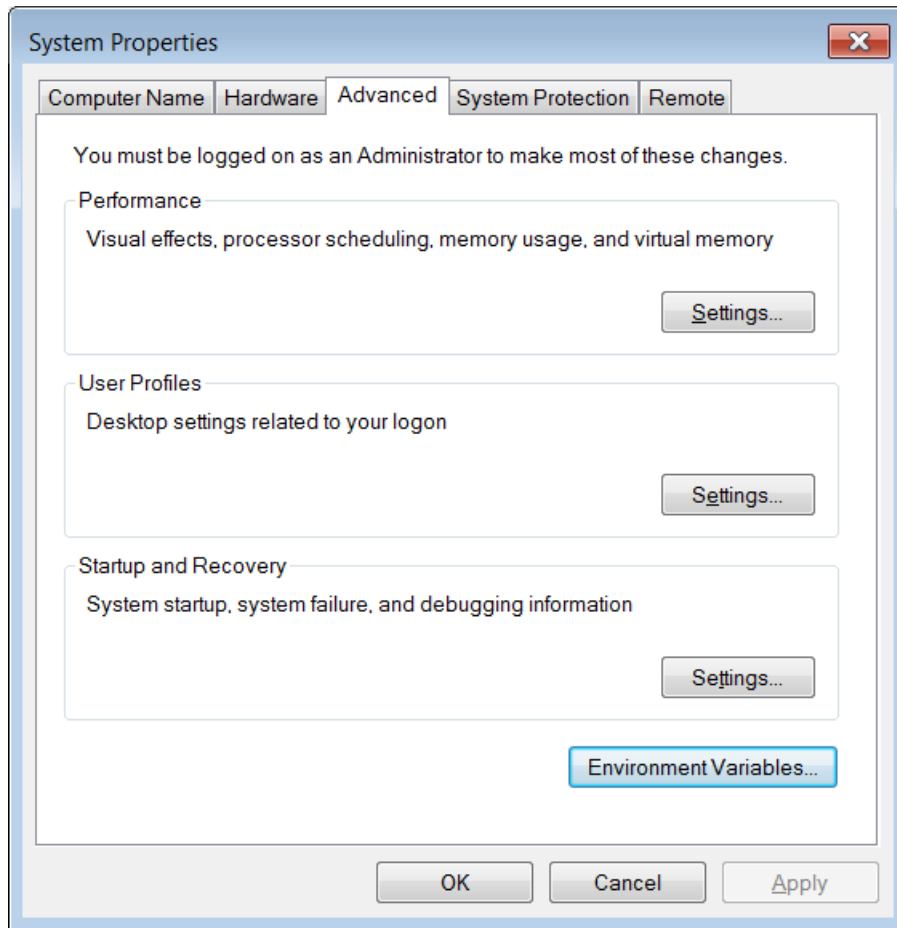 System Properties
Computer Name Hardware Advanced System Protection Remote
You must be logged on as an Administrator to make most of these changes.
Performance
Visual effects, processor scheduling, memory usage, and virtual memory
Settings...
User Profiles
Desktop settings related to your logon
Settings...
Startup and Recovery
System startup, system failure, and debugging information
Settings...
Environment Variables...
OK Cancel Apply